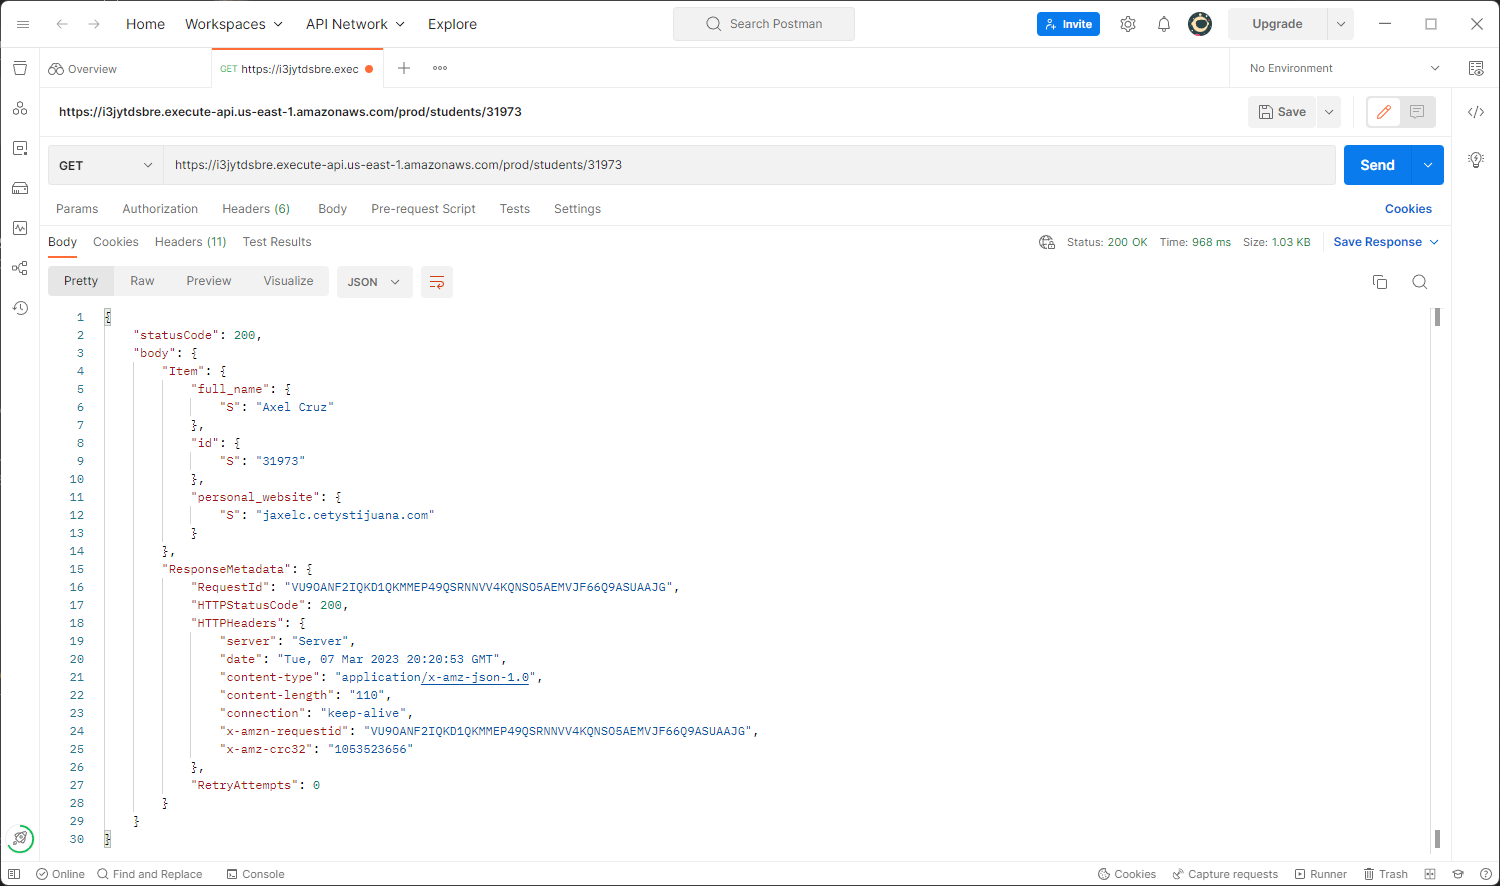 Home Workspaces API Network Explore Search Postman Invite Upgrade
Overview GET https://i3jytdsbre.exec No Environment
https://i3jytdsbre.execute-api.us-east-1.amazonaws.com/prod/students/31973 Save
GET https://i3jytdsbre.execute-api.us-east-1.amazonaws.com/prod/students/31973 Send
Params Authorization Headers (6) Body Pre-request Script Tests Settings Cookies
Body Cookies Headers (11) Test Results Status: 200 OK Time: 968 ms Size: 1.03 KB Save Response
Pretty Raw Preview Visualize JSON
1 {
2 "statusCode": 200,
3 "body": {
4 "Item": {
5 "full_name": {
6 "S": "Axel Cruz"
7 },
8 "id": {
9 "S": "31973"
10 },
11 "personal_website": {
12 "S": "jaxelc.cetystijuana.com"
13 }
14 },
15 "ResponseMetadata": {
16 "RequestId": "VU9OANF2IQKD1QKMMEP49QSRNNVV4KQNSO5AEMVJF66Q9ASUAAJG",
17 "HTTPStatusCode": 200,
18 "HTTPHeaders": {
19 "server": "Server",
20 "date": "Tue, 07 Mar 2023 20:20:53 GMT",
21 "content-type": "application/x-amz-json-1.0",
22 "content-length": "110",
23 "connection": "keep-alive",
24 "x-amzn-requestid": "VU9OANF2IQKD1QKMMEP49QSRNNVV4KQNSO5AEMVJF66Q9ASUAAJG",
25 "x-amz-crc32": "1053523656"
26 },
27 "RetryAttempts": 0
28 }
29 }
30 }
Online Find and Replace Console Cookies Capture requests Runner Trash